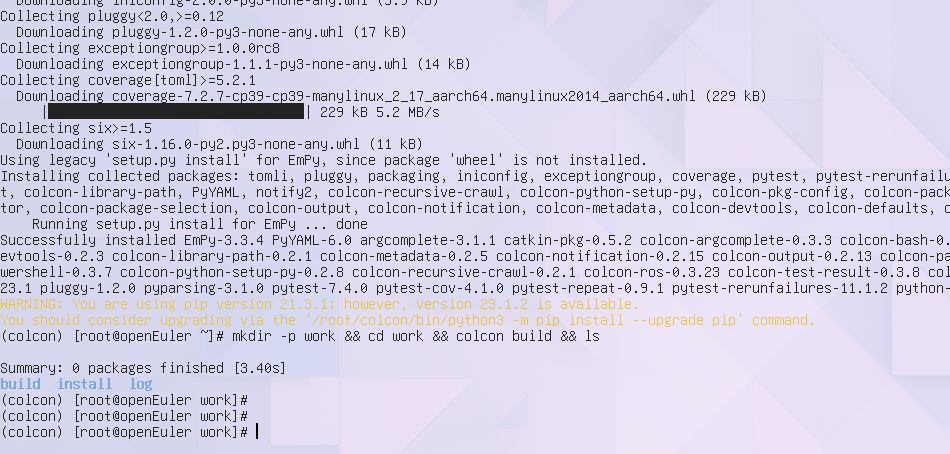 Downloading iniconfig-2.0.0-py3-none-any.whl (5.9 kB)
Collecting pluggy<2.0,>=0.12
Downloading pluggy-1.2.0-py3-none-any.whl (17 kB)
Collecting exceptiongroup>=1.0.0rc8
Downloading exceptiongroup-1.1.1-py3-none-any.whl (14 kB)
Collecting coverage[toml]>=5.2.1
Downloading coverage-7.2.7-cp39-cp39-manylinux_2_17_aarch64.manylinux2014_aarch64.whl (229 kB)
|████████████████████████████████| 229 kB 5.2 MB/s
Collecting six>=1.5
Downloading six-1.16.0-py2.py3-none-any.whl (11 kB)
Using legacy 'setup.py install' for EmPy, since package 'wheel' is not installed.
Installing collected packages: tomli, pluggy, packaging, iniconfig, exceptiongroup, coverage, pytest, pytest-rerunfailu
t, colcon-library-path, PyYAML, notify2, colcon-recursive-crawl, colcon-python-setup-py, colcon-pkg-config, colcon-pack
tor, colcon-package-selection, colcon-output, colcon-notification, colcon-metadata, colcon-devtools, colcon-defaults, c
Running setup.py install for EmPy ... done
Successfully installed EmPy-3.3.4 PyYAML-6.0 argcomplete-3.1.1 catkin-pkg-0.5.2 colcon-argcomplete-0.3.3 colcon-bash-0.
evtools-0.2.3 colcon-library-path-0.2.1 colcon-metadata-0.2.5 colcon-notification-0.2.15 colcon-output-0.2.13 colcon-pa
wershell-0.3.7 colcon-python-setup-py-0.2.8 colcon-recursive-crawl-0.2.1 colcon-ros-0.3.23 colcon-test-result-0.3.8 col
23.1 pluggy-1.2.0 pyparsing-3.1.0 pytest-7.4.0 pytest-cov-4.1.0 pytest-repeat-0.9.1 pytest-rerunfailures-11.1.2 python-
WARNING: You are using pip version 21.3.1; however, version 23.1.2 is available.
You should consider upgrading via the '/root/colcon/bin/python3 -m pip install --upgrade pip' command.
(colcon) [root@openEuler ~]# mkdir -p work && cd work && colcon build && ls
Summary: 0 packages finished [3.40s]
build install log
(colcon) [root@openEuler work]#
(colcon) [root@openEuler work]#
(colcon) [root@openEuler work]#